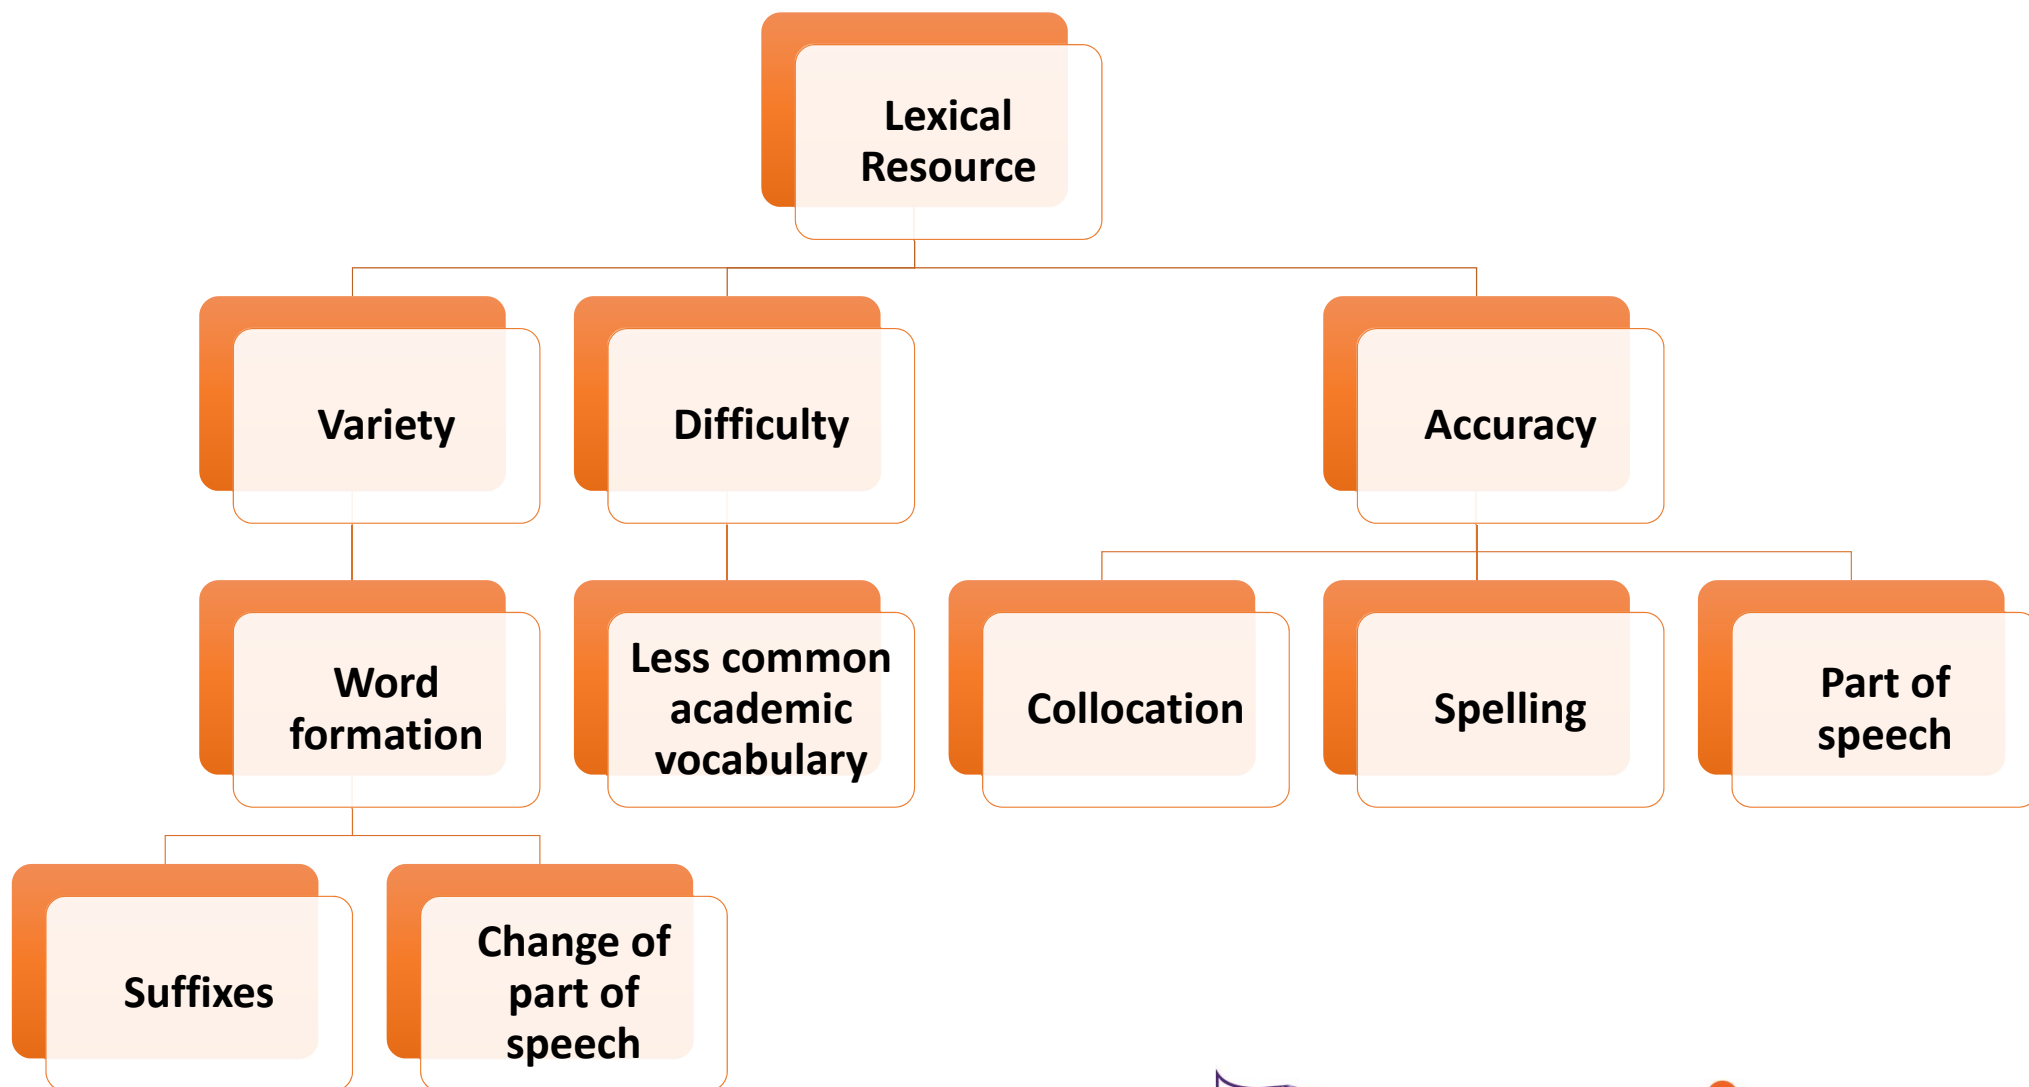 Lexical
Resource
Variety
Difficulty
Accuracy
Word
formation
Less common
academic
vocabulary
Collocation
Spelling
Part of
speech
Suffixes
Change of
part of
speech